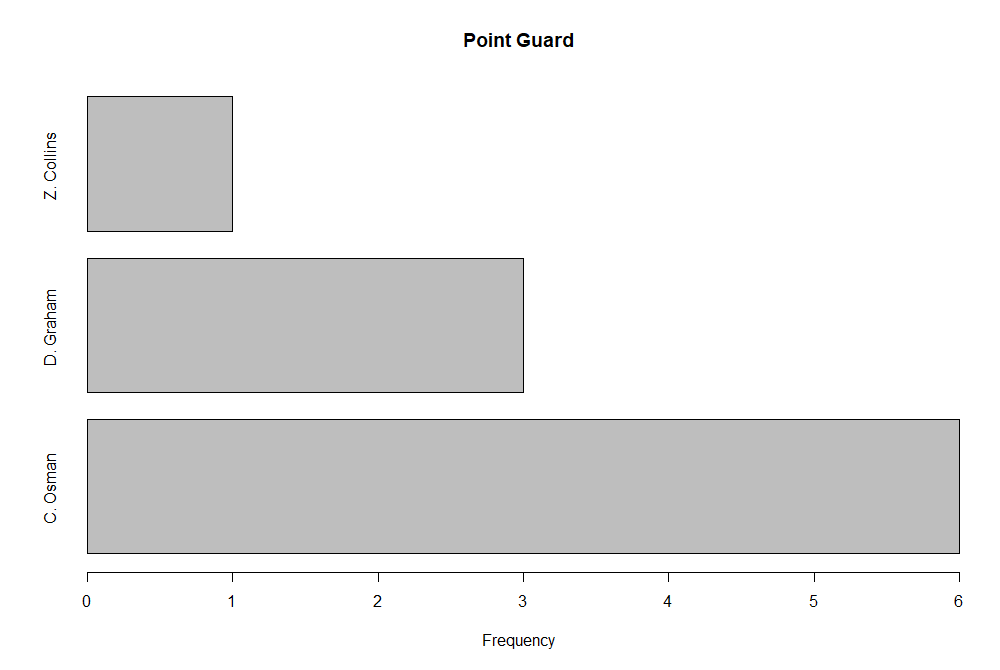 Point Guard
Z. Collins
D. Graham
C. Osman
0 1 2 3 4 5 6
Frequency